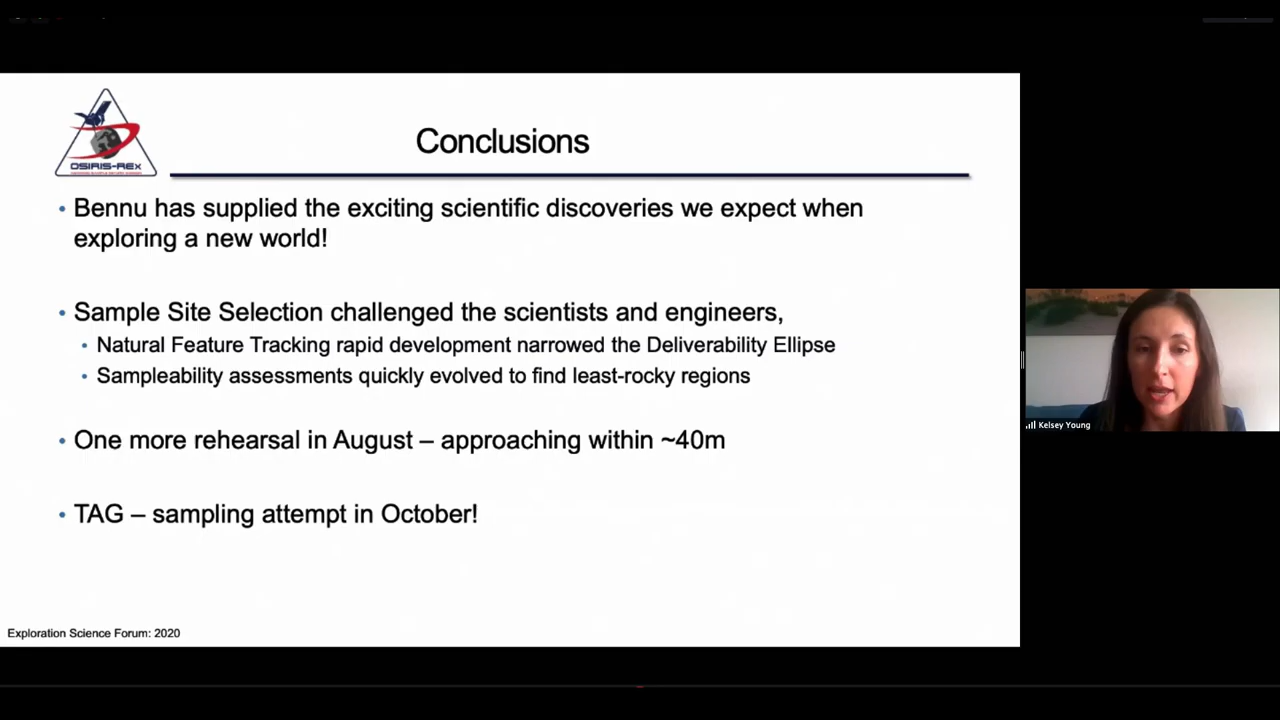 OSIRIS-REx
Conclusions
• Bennu has supplied the exciting scientific discoveries we expect when
exploring a new world!
• Sample Site Selection challenged the scientists and engineers,
• Natural Feature Tracking rapid development narrowed the Deliverability Ellipse
• Sampleability assessments quickly evolved to find least-rocky regions
• One more rehearsal in August – approaching within ~40m
• TAG – sampling attempt in October!
Kelsey Young
Exploration Science Forum: 2020